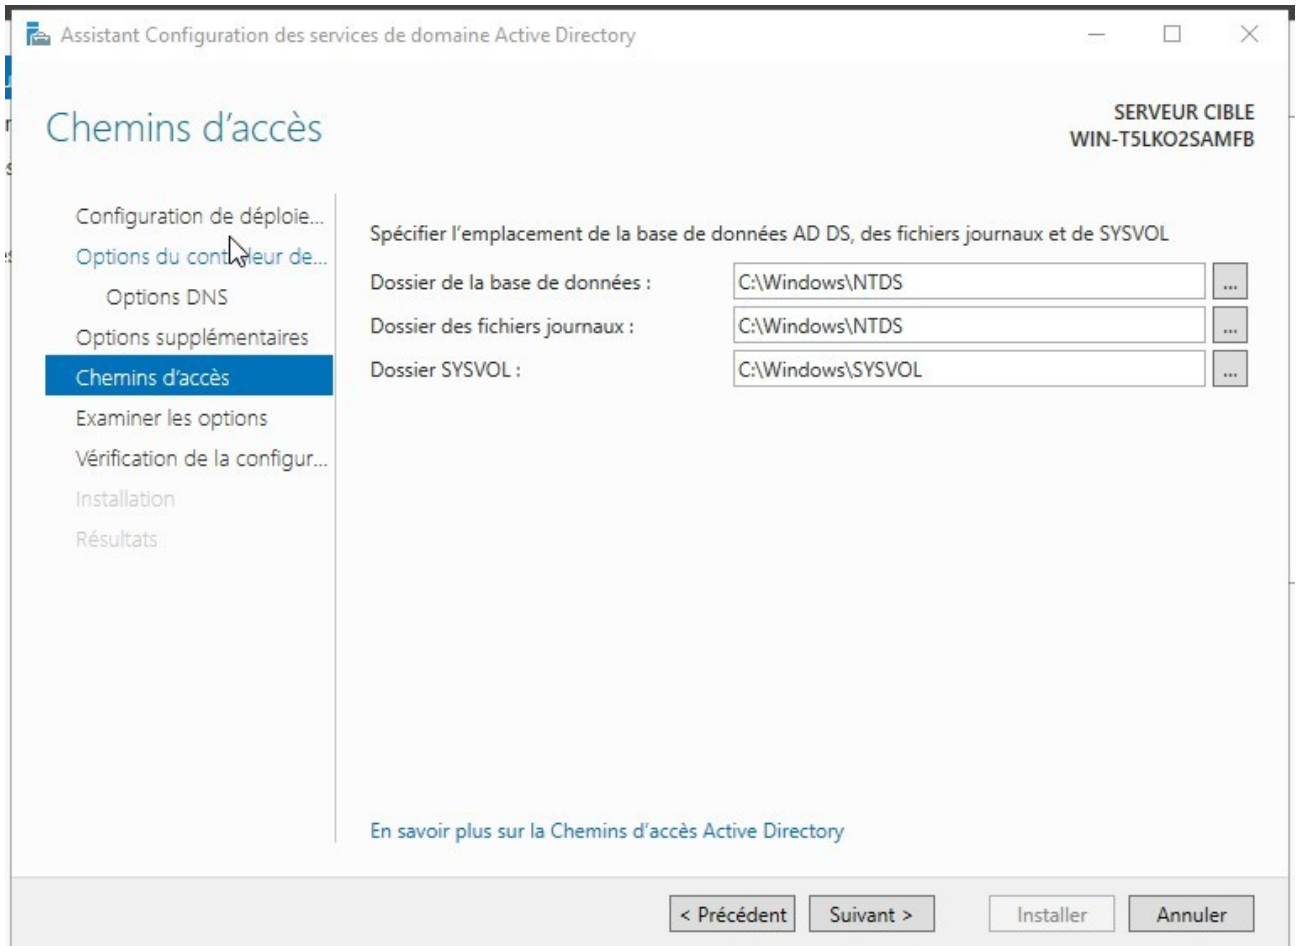 Assistant Configuration des services de domaine Active Directory
Chemins d'accès
SERVEUR CIBLE
WIN-T5LKO2SAMFB
Configuration de déploie...
Options du contrôleur de...
Options DNS
Options supplémentaires
Chemins d'accès
Examiner les options
Vérification de la configur...
Installation
Résultats
Spécifier l'emplacement de la base de données AD DS, des fichiers journaux et de SYSVOL
Dossier de la base de données : C:\Windows\NTDS ...
Dossier des fichiers journaux : C:\Windows\NTDS ...
Dossier SYSVOL : C:\Windows\SYSVOL ...
En savoir plus sur la Chemins d'accès Active Directory
< Précédent Suivant > Installer Annuler